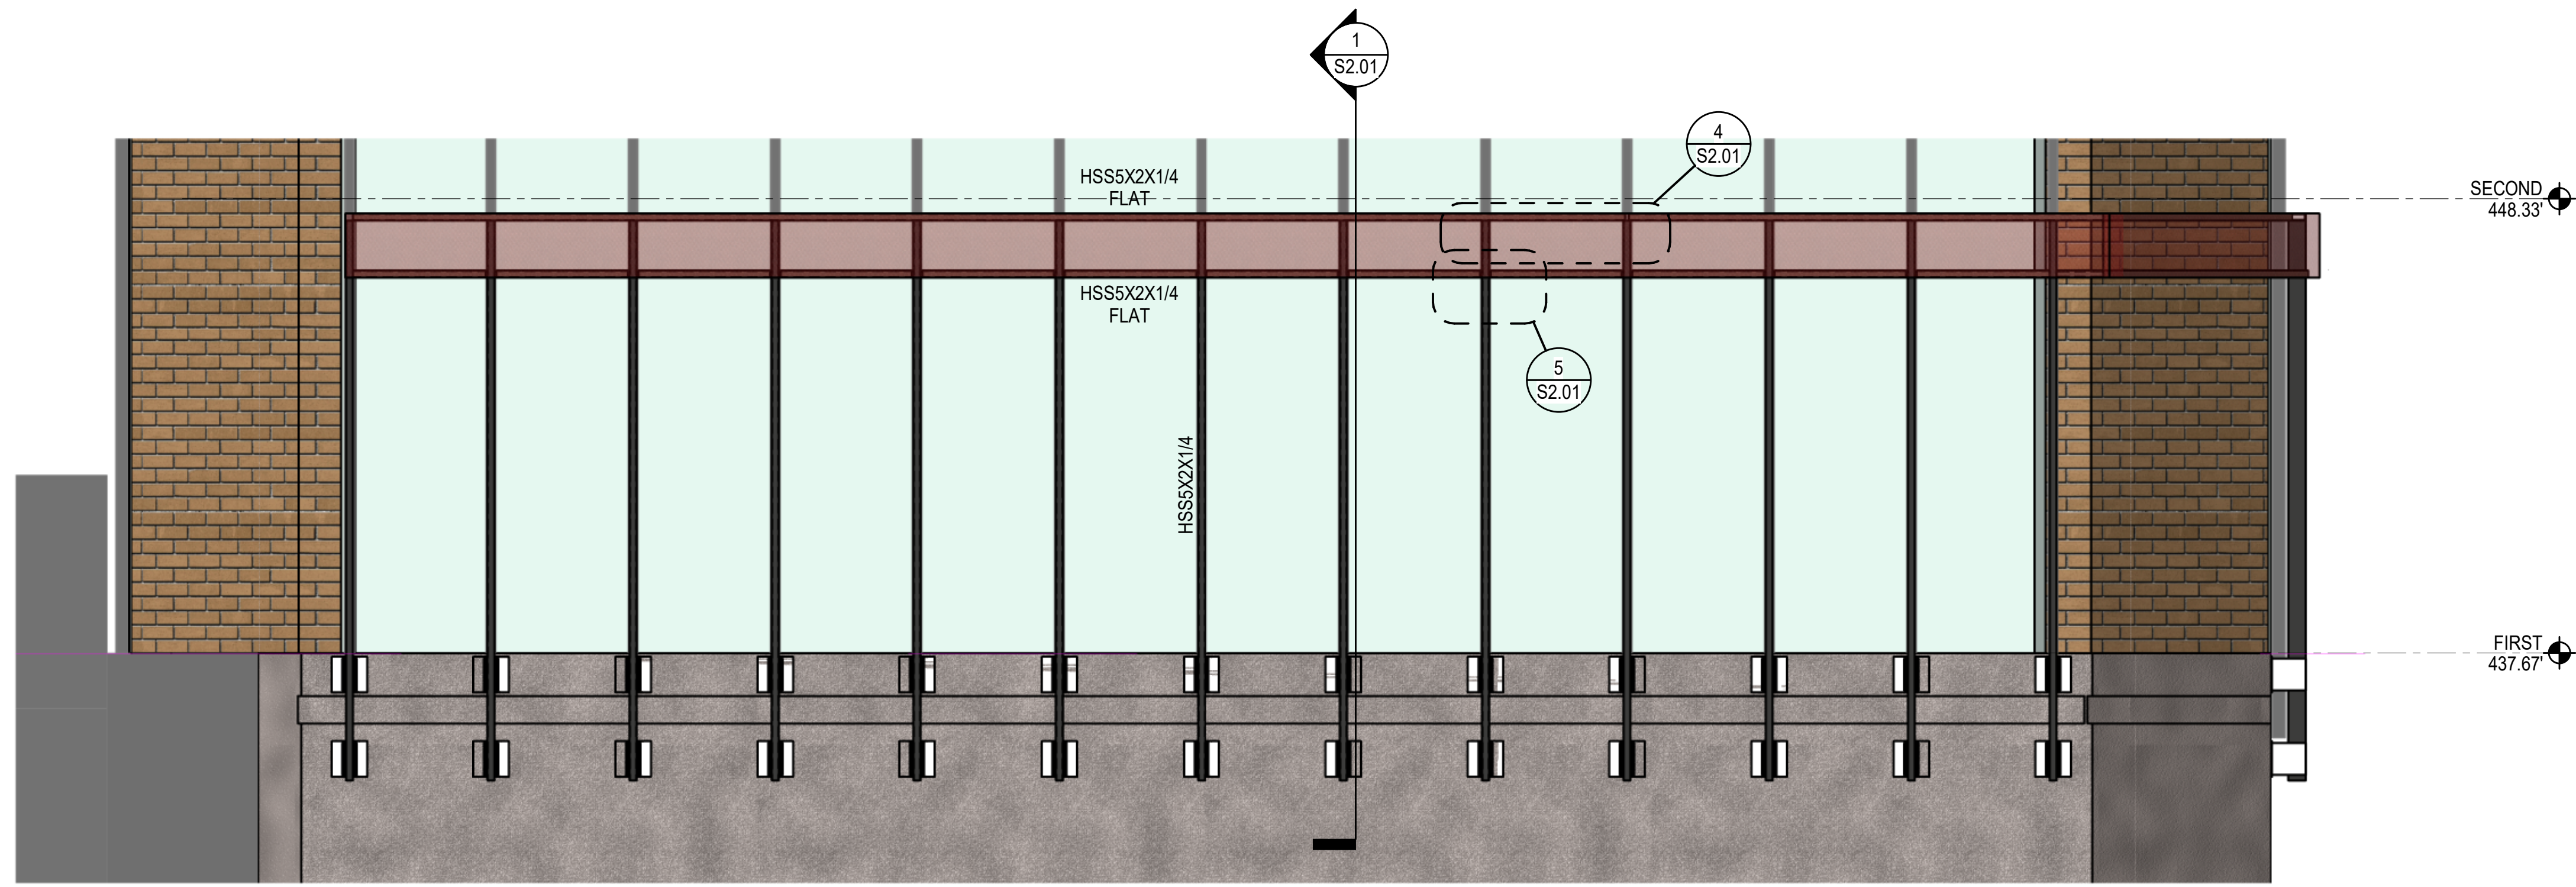 1
S2.01
4
S2.01
HSS5X2X1/4
FLAT
SECOND
448.33'
HSS5X2X1/4
FLAT
5
S2.01
HSS5X2X1/4
FIRST
437.67'